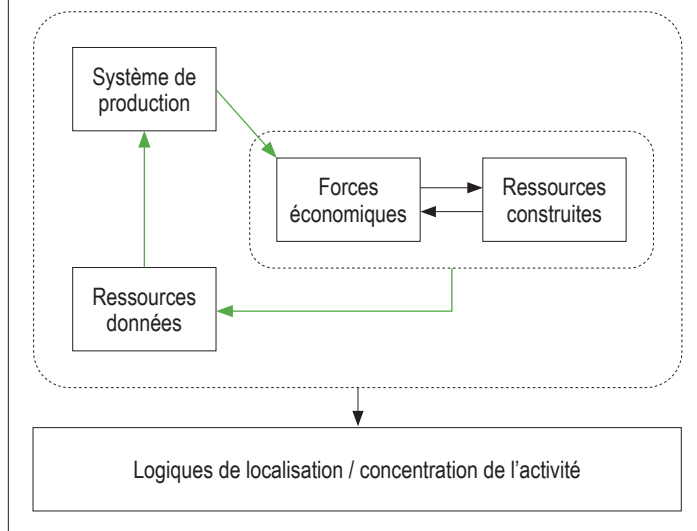 Système de
production
Forces
économiques
Ressources
construites
Ressources
données
Logiques de localisation / concentration de l’activité